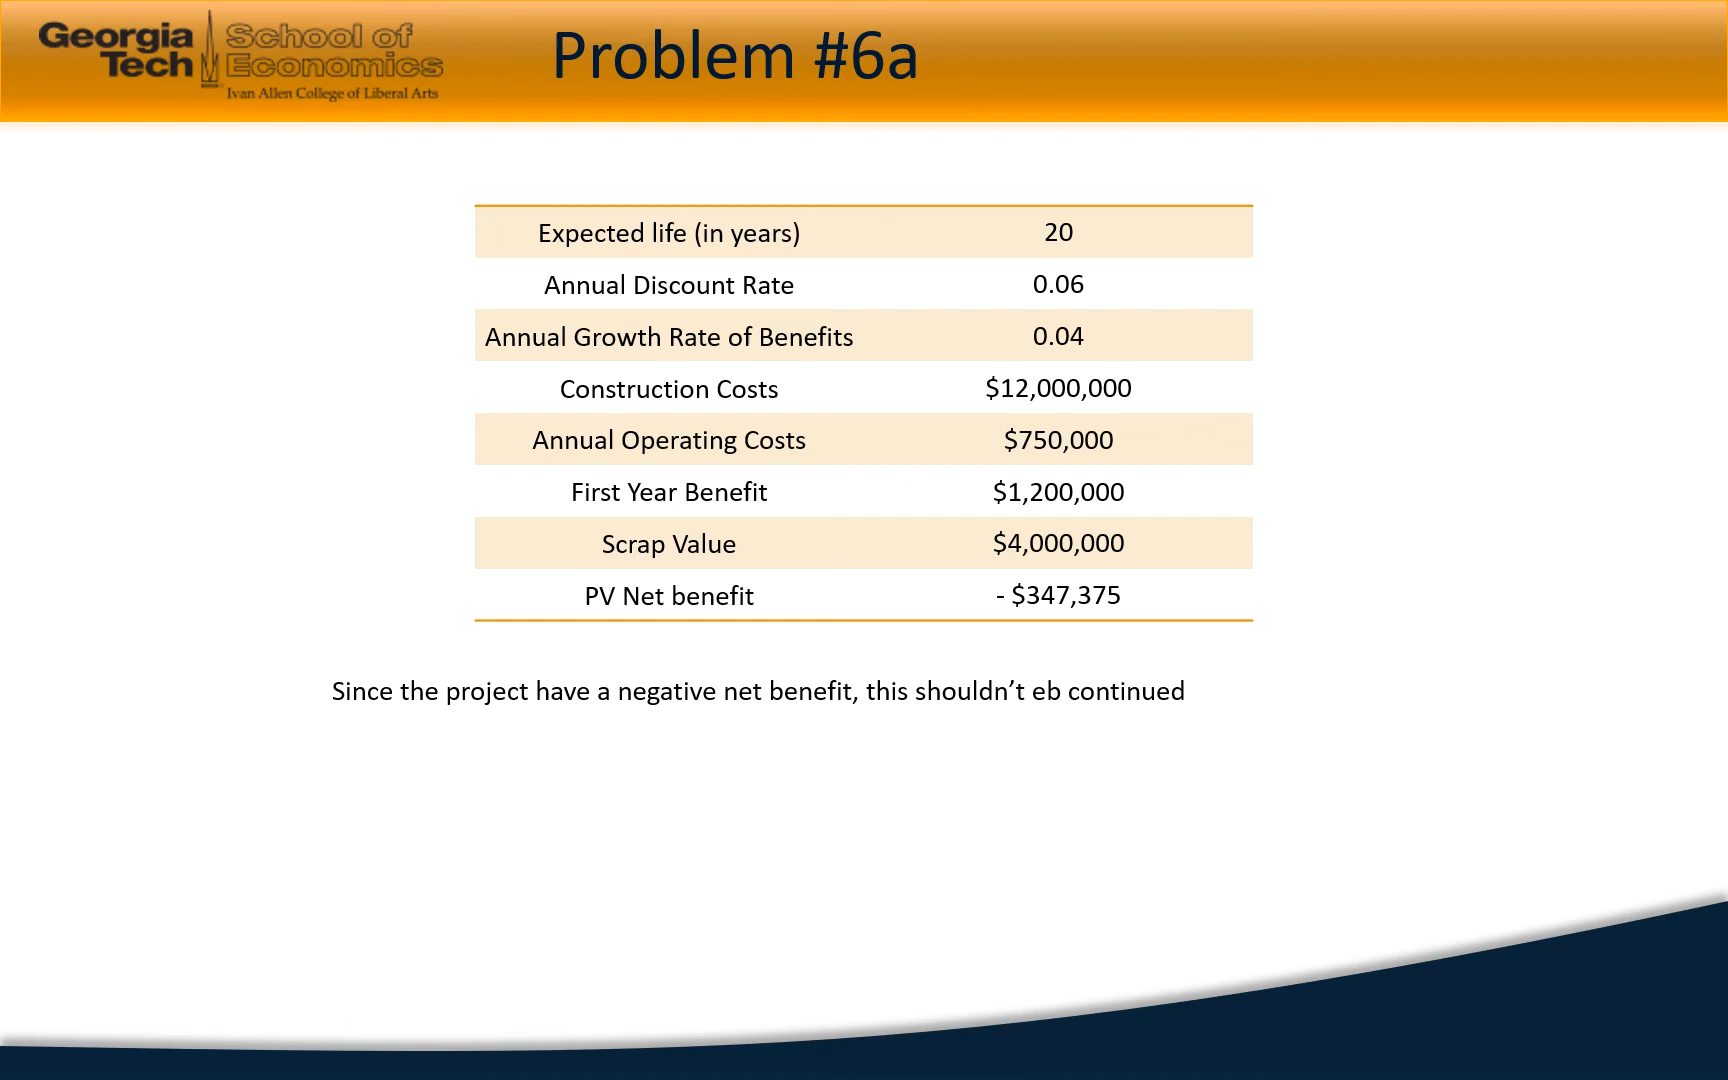 Georgia Tech
School of Economics
Ivan Allen College of Liberal Arts
Problem #6a
Expected life (in years) 20
Annual Discount Rate 0.06
Annual Growth Rate of Benefits 0.04
Construction Costs $12,000,000
Annual Operating Costs $750,000
First Year Benefit $1,200,000
Scrap Value $4,000,000
PV Net benefit - $347,375
Since the project have a negative net benefit, this shouldn’t eb continued